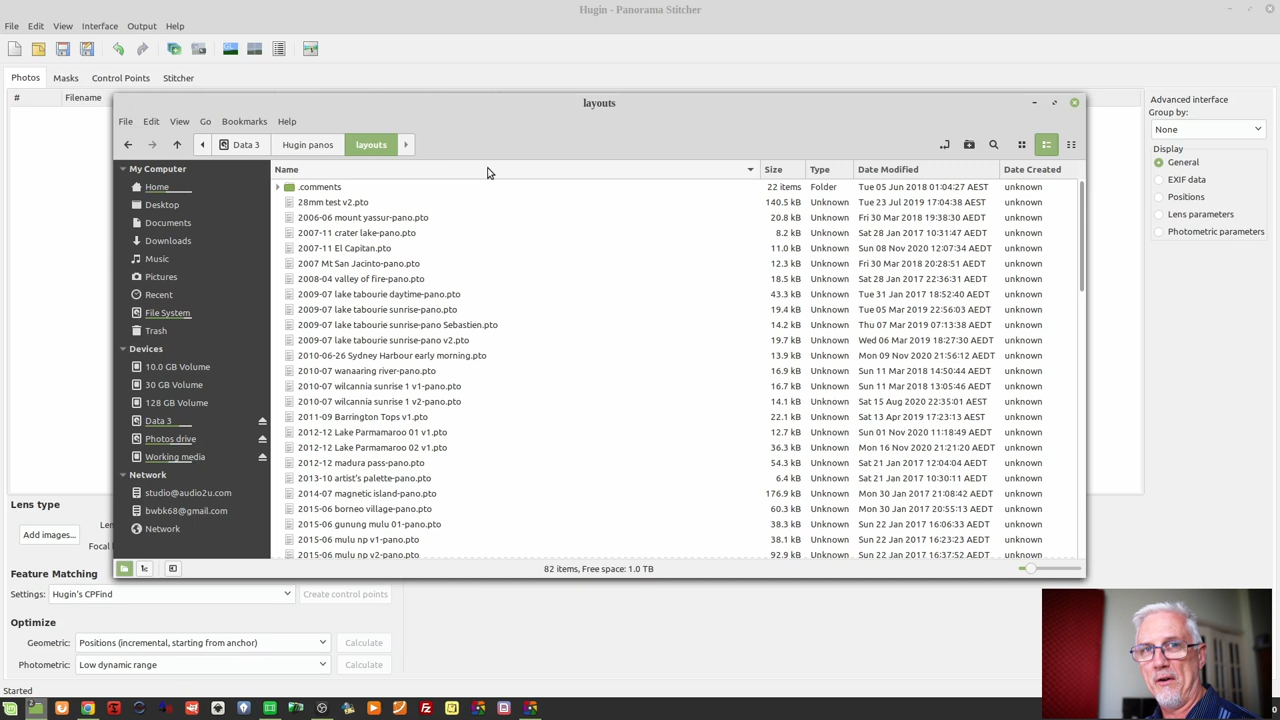 Hugin - Panorama Stitcher
File Edit View Interface Output Help
Photos Masks Control Points Stitcher
# Filename
Advanced interface
Group by:
None
Display
General
EXIF data
Positions
Lens parameters
Photometric parameters
layouts
File Edit View Go Bookmarks Help
Data 3 Hugin panos layouts
My Computer
Home
Desktop
Documents
Downloads
Music
Pictures
Recent
File System
Trash
Devices
10.0 GB Volume
30 GB Volume
128 GB Volume
Data 3
Photos drive
Working media
Network
studio@audio2u.com
bwbk68@gmail.com
Network
Name Size Type Date Modified Date Created
.comments 22 items Folder Tue 05 Jun 2018 01:04:27 AEST unknown
28mm test v2.pto 140.5 kB Unknown Tue 23 Jul 2019 17:04:38 AEST unknown
2006-06 mount yassur-pano.pto 20.8 kB Unknown Fri 30 Mar 2018 19:38:30 AEDT unknown
2007-11 crater lake-pano.pto 8.2 kB Unknown Sat 28 Jan 2017 10:31:47 AEDT unknown
2007-11 El Capitan.pto 11.0 kB Unknown Sun 08 Nov 2020 12:07:34 AEDT unknown
2007 Mt San Jacinto-pano.pto 12.3 kB Unknown Fri 30 Mar 2018 20:28:51 AEDT unknown
2008-04 valley of fire-pano.pto 18.5 kB Unknown Sat 28 Jan 2017 22:36:31 AEDT unknown
2009-07 lake tabourie daytime-pano.pto 43.3 kB Unknown Tue 31 Jan 2017 18:52:40 AEDT unknown
2009-07 lake tabourie sunrise-pano.pto 19.4 kB Unknown Tue 05 Mar 2019 22:56:03 AEDT unknown
2009-07 lake tabourie sunrise-pano Sebastien.pto 14.2 kB Unknown Thu 07 Mar 2019 07:13:38 AEDT unknown
2009-07 lake tabourie sunrise-pano v2.pto 19.7 kB Unknown Wed 06 Mar 2019 18:27:30 AEDT unknown
2010-06-26 Sydney Harbour early morning.pto 13.9 kB Unknown Mon 09 Nov 2020 21:56:12 AEDT unknown
2010-07 wanaaring river-pano.pto 16.9 kB Unknown Sun 11 Mar 2018 14:50:44 AEDT unknown
2010-07 wilcannia sunrise 1 v1-pano.pto 16.7 kB Unknown Sun 11 Mar 2018 13:05:46 AEDT unknown
2010-07 wilcannia sunrise 1 v2-pano.pto 14.1 kB Unknown Sat 15 Aug 2020 22:35:01 AEST unknown
2011-09 Barrington Tops v1.pto 22.1 kB Unknown Sat 13 Apr 2019 17:23:13 AEST unknown
2012-12 Lake Parmamaroo 01 v1.pto 12.7 kB Unknown Sun 01 Nov 2020 11:18:49 AEDT unknown
2012-12 Lake Parmamaroo 02 v1.pto 36.3 kB Unknown Mon 16 Nov 2020 21:21:20 AEDT unknown
2012-12 madura pass-pano.pto 54.3 kB Unknown Sat 21 Jan 2017 12:04:04 AEDT unknown
2013-10 artist's palette-pano.pto 6.4 kB Unknown Sat 21 Jan 2017 10:30:11 AEDT unknown
2014-07 magnetic island-pano.pto 176.9 kB Unknown Mon 30 Jan 2017 21:08:42 AEDT unknown
2015-06 borneo village-pano.pto 60.3 kB Unknown Mon 30 Jan 2017 20:55:13 AEDT unknown
2015-06 gunung mulu 01-pano.pto 38.3 kB Unknown Sun 22 Jan 2017 16:06:33 AEDT unknown
2015-06 mulu np v1-pano.pto 38.1 kB Unknown Sun 22 Jan 2017 16:23:23 AEDT unknown
2015-06 mulu np v2-pano.pto 92.9 kB Unknown Sun 22 Jan 2017 16:37:52 AEDT unknown
82 items, Free space: 1.0 TB
Lens type
Add images...
Focal
Feature Matching
Settings: Hugin's CPFind Create control points
Optimize
Geometric: Positions (incremental, starting from anchor) Calculate
Photometric: Low dynamic range Calculate
Started